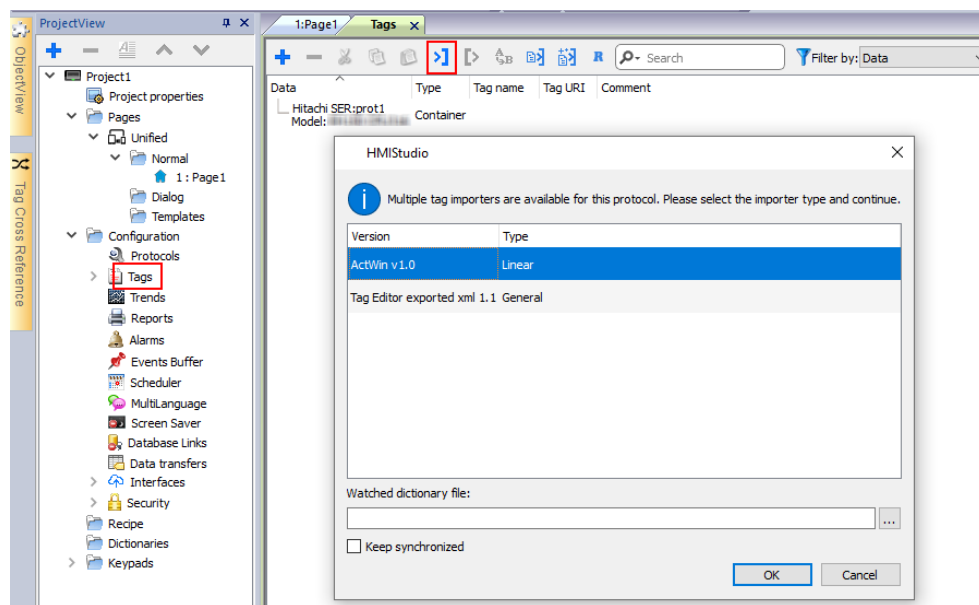 ProjectView
1:Page1
Tags
ObjectView
Tag Cross Reference
Project1
Project properties
Pages
Unified
Normal
1 : Page1
Dialog
Templates
Configuration
Protocols
Tags
Trends
Reports
Alarms
Events Buffer
Scheduler
MultiLanguage
Screen Saver
Database Links
Data transfers
Interfaces
Security
Recipe
Dictionaries
Keypads
A B
R
Search
Filter by: Data
Data Type Tag name Tag URI Comment
Hitachi SER:prot1
Model:
Container
HMIStudio
Multiple tag importers are available for this protocol. Please select the importer type and continue.
Version Type
ActWin v1.0 Linear
Tag Editor exported xml 1.1 General
Watched dictionary file:
...
Keep synchronized
OK Cancel